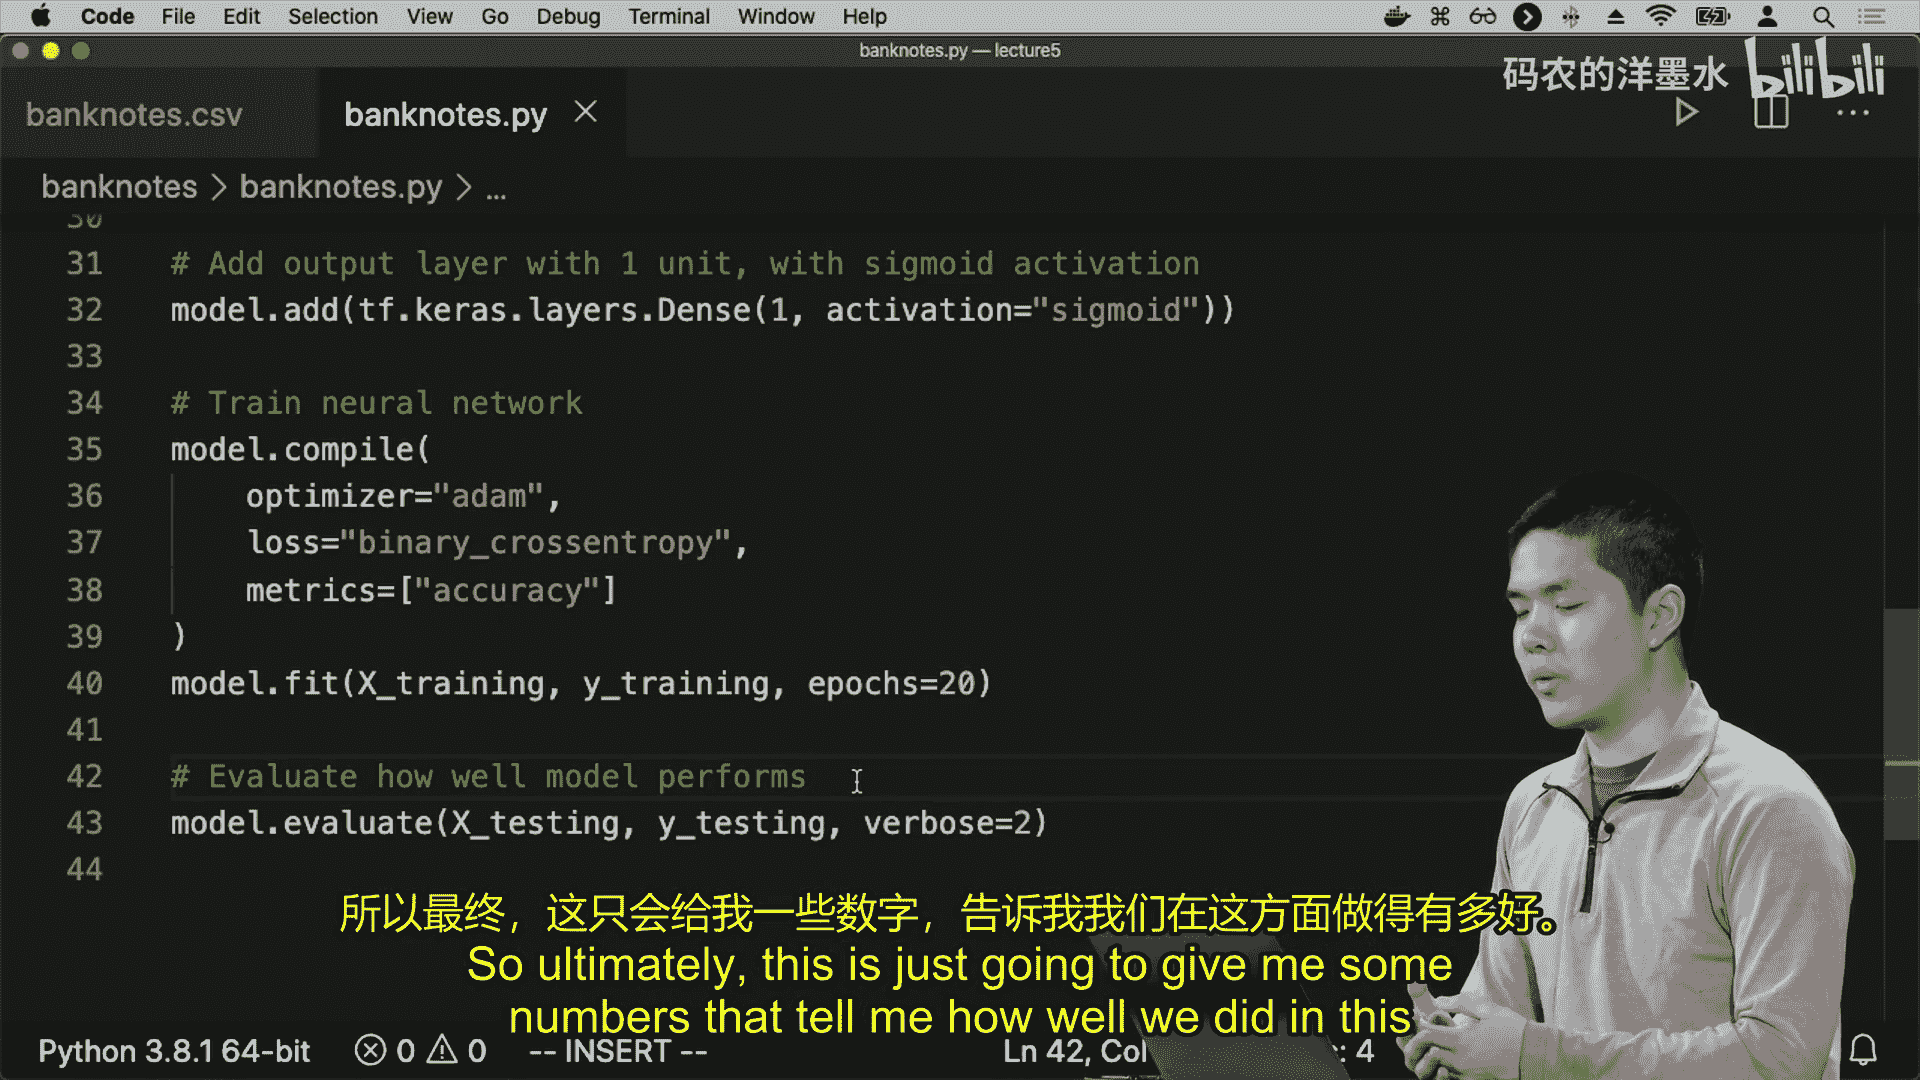 Code File Edit Selection View Go Debug Terminal Window Help
banknotes.py — lecture5
码农的洋墨水 bilibili
banknotes.csv banknotes.py
banknotes > banknotes.py > ...
30
31 # Add output layer with 1 unit, with sigmoid activation
32 model.add(tf.keras.layers.Dense(1, activation="sigmoid"))
33
34 # Train neural network
35 model.compile(
36 optimizer="adam",
37 loss="binary_crossentropy",
38 metrics=["accuracy"]
39 )
40 model.fit(X_training, y_training, epochs=20)
41
42 # Evaluate how well model performs
43 model.evaluate(X_testing, y_testing, verbose=2)
44
所以最终，这只会给我一些数字，告诉我我们在这方面做得有多好。
So ultimately, this is just going to give me some
numbers that tell me how well we did in this
Python 3.8.1 64-bit 0 0 -- INSERT -- Ln 42, Col : 4